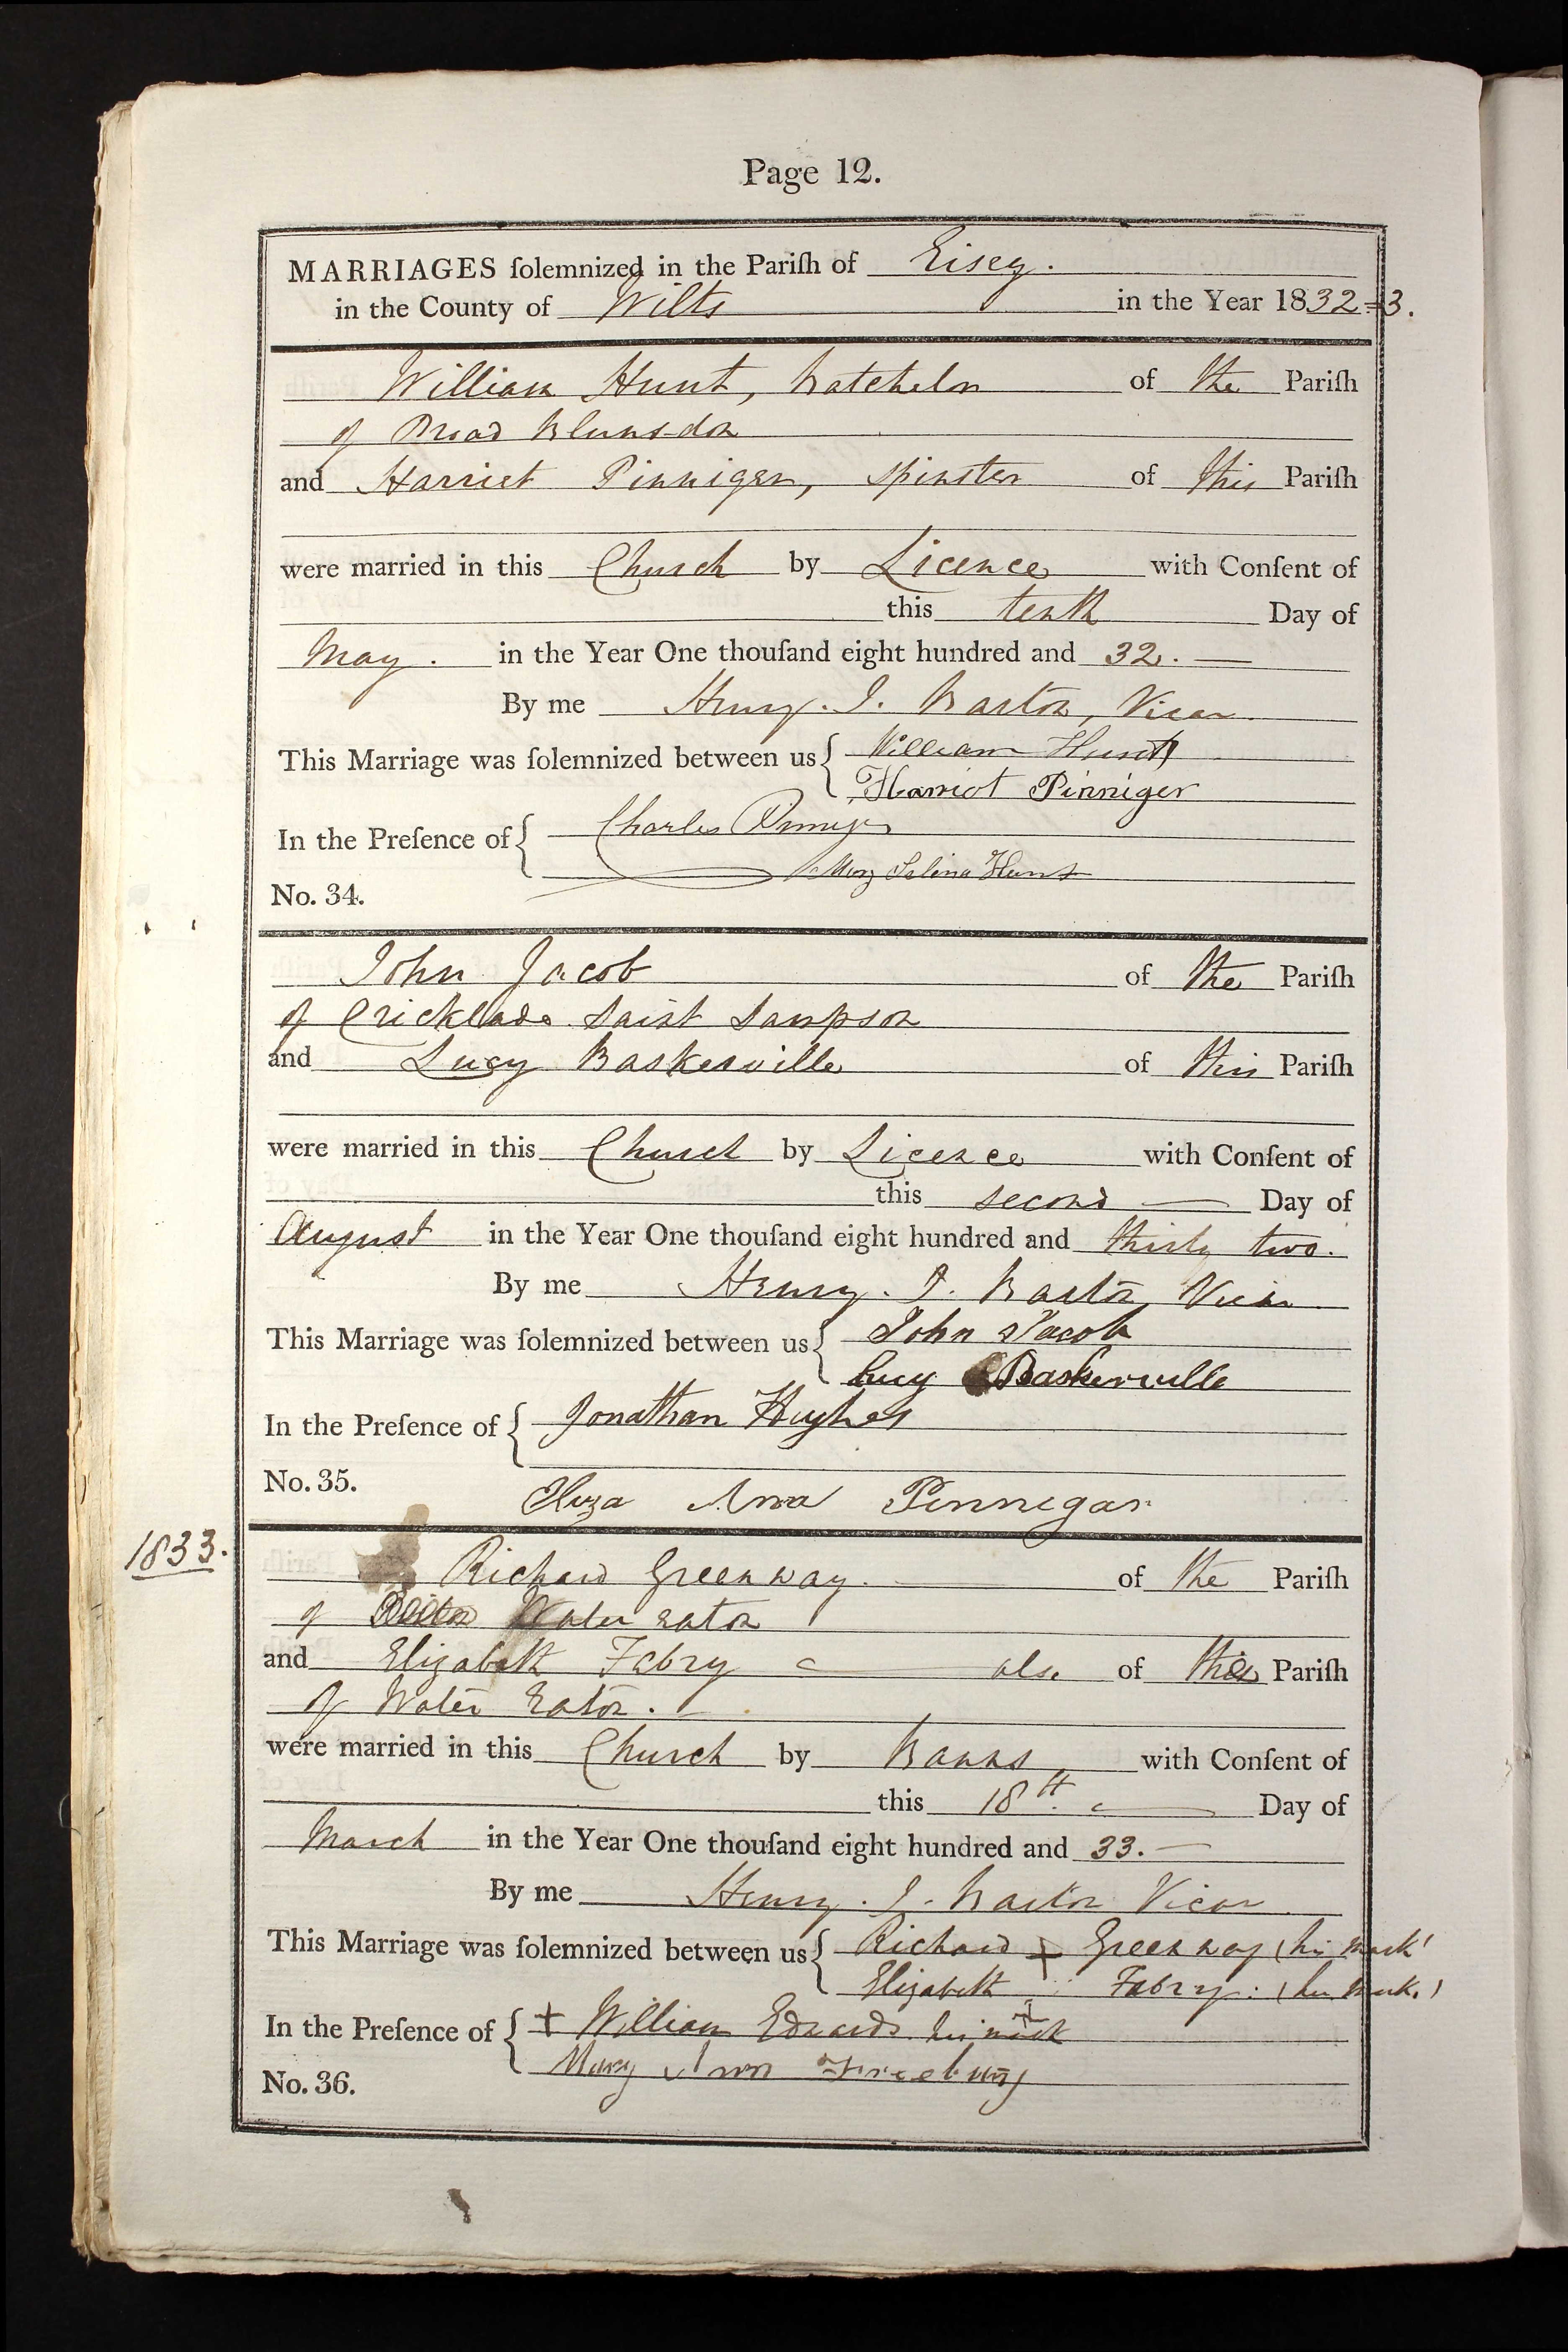 Page 12.
MARRIAGES ſolemnized in the Pariſh of Eisey.
in the County of Wilts in the Year 1832=3.
William Hunt, batchelor of the Pariſh
of Broad Blunsdon
and Harriet Pinniger, spinster of this Pariſh
were married in this Church by Licence with Conſent of
this tenth Day of
May. in the Year One thouſand eight hundred and 32. —
By me Henry. J. Barton, Vicar
This Marriage was ſolemnized between us { William Hunt
Harriot Pinniger
In the Preſence of { Charles Pinniger
Mary Selina Hunt
No. 34.
John Jacob of the Pariſh
of Cricklade Saint Sampson
and Lucy Baskerville of this Pariſh
were married in this Church by Licence with Conſent of
this second — Day of
August in the Year One thouſand eight hundred and thirty two.
By me Henry. J. Barton Vicar
This Marriage was ſolemnized between us { John Jacob
Lucy Baskerville
In the Preſence of { Jonathan Hughes
No. 35.
Eliza Ann Pinnegar
1833.
Richard Greenway. of the Pariſh
of Water Eaton
and Elizabeth Fabry — also of the Pariſh
of Water Eaton.
were married in this Church by Banns with Conſent of
this 18th. — Day of
March in the Year One thouſand eight hundred and 33. —
By me Henry. J. Barton Vicar
This Marriage was ſolemnized between us { Richard + Greenway (his mark)
Elizabeth Fabry. (her mark.)
In the Preſence of { + William Edwards his mark
Mary Ann
No. 36.